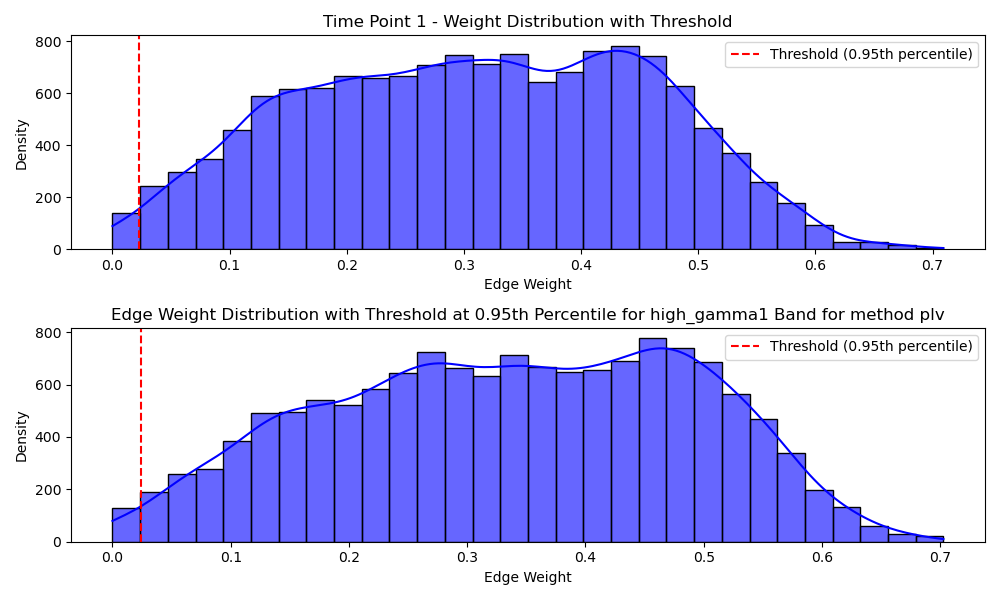 Time Point 1 - Weight Distribution with Threshold
800
600
400
200
0
Density
Threshold (0.95th percentile)
0.0 0.1 0.2 0.3 0.4 0.5 0.6 0.7
Edge Weight
Edge Weight Distribution with Threshold at 0.95th Percentile for high_gamma1 Band for method plv
800
600
400
200
0
Density
Threshold (0.95th percentile)
0.0 0.1 0.2 0.3 0.4 0.5 0.6 0.7
Edge Weight